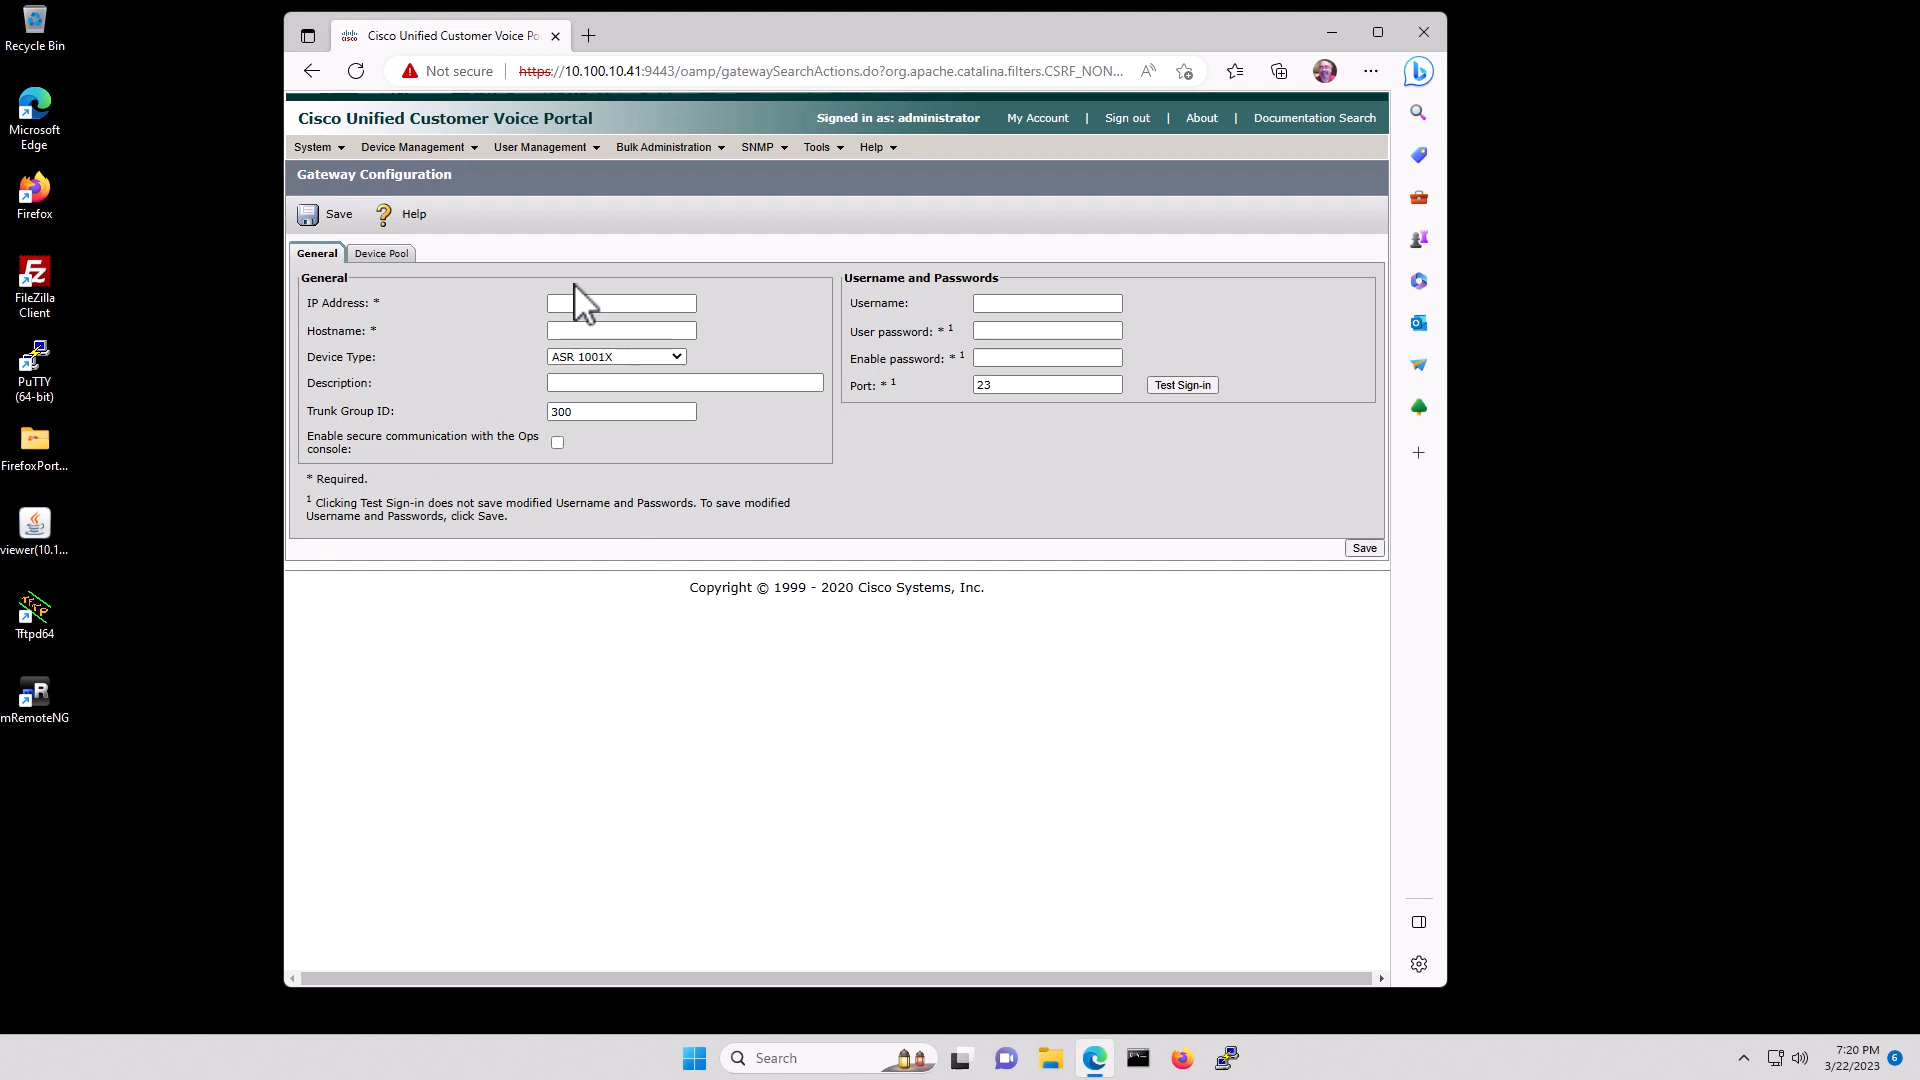 Recycle Bin
Microsoft
Edge
Firefox
FileZilla
Client
PuTTY
(64-bit)
FirefoxPort...
viewer(10.1...
Tftpd64
mRemoteNG
Cisco Unified Customer Voice Po
Not secure
https://10.100.10.41:9443/oamp/gatewaySearchActions.do?org.apache.catalina.filters.CSRF_NON...
Cisco Unified Customer Voice Portal
Signed in as: administrator My Account | Sign out | About | Documentation Search
System Device Management User Management Bulk Administration SNMP Tools Help
Gateway Configuration
Save Help
General Device Pool
General
IP Address: *
Hostname: *
Device Type: ASR 1001X
Description:
Trunk Group ID: 300
Enable secure communication with the Ops
console:
Username and Passwords
Username:
User password: * 1
Enable password: * 1
Port: * 1 23 Test Sign-in
* Required.
1 Clicking Test Sign-in does not save modified Username and Passwords. To save modified
Username and Passwords, click Save.
Save
Copyright © 1999 - 2020 Cisco Systems, Inc.
Search
7:20 PM
3/22/2023
6